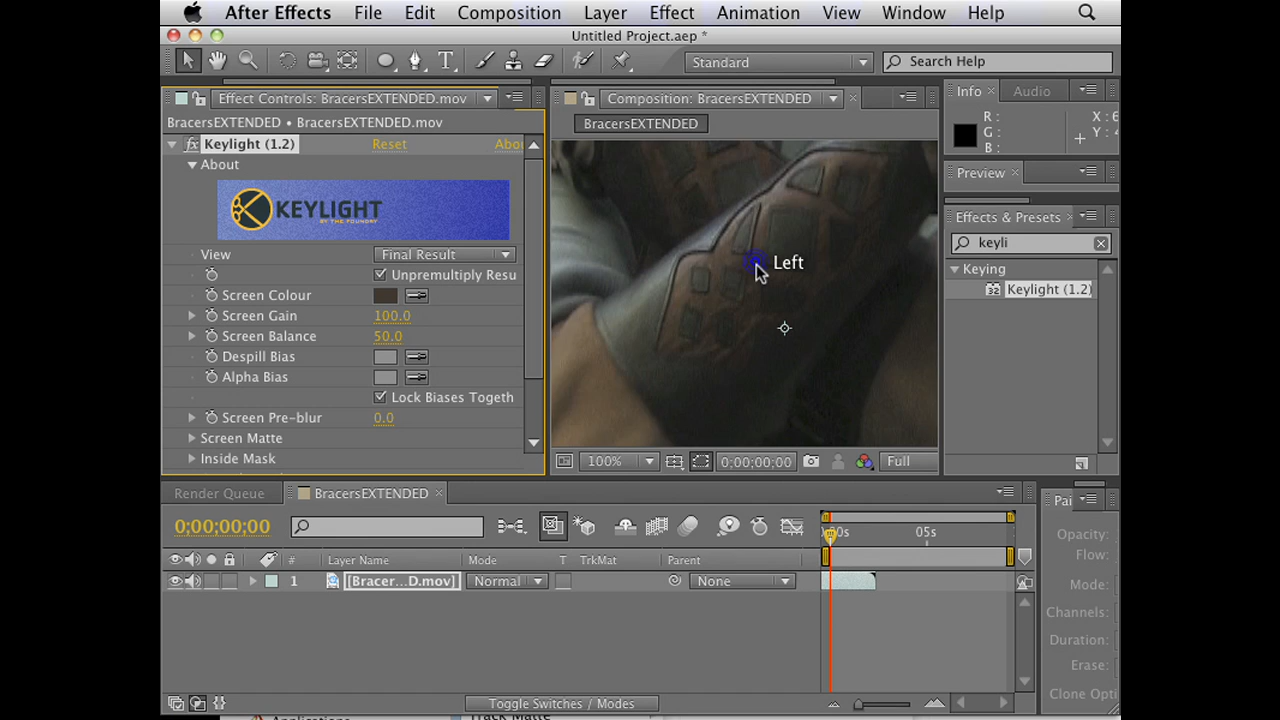 After Effects File Edit Composition Layer Effect Animation View Window Help
Untitled Project.aep *
Standard
Search Help
Effect Controls: BracersEXTENDED.mov
Composition: BracersEXTENDED
Info
Audio
BracersEXTENDED • BracersEXTENDED.mov
BracersEXTENDED
R:
G:
B:
X:
Y:
fx Keylight (1.2)
Reset
Abou
About
KEYLIGHT
BY THE FOUNDRY
View
Final Result
Unpremultiply Resu
Screen Colour
Screen Gain
100.0
Screen Balance
50.0
Despill Bias
Alpha Bias
Lock Biases Togeth
Screen Pre-blur
0.0
Screen Matte
Inside Mask
Left
100%
0;00;00;00
Full
Preview
Effects & Presets
keyli
Keying
32 Keylight (1.2)
Render Queue
BracersEXTENDED
0;00;00;00
05s
# Layer Name
Mode
T TrkMat
Parent
1 [Bracer...D.mov]
Normal
None
Pai
Opacity:
Flow:
Mode:
Channels:
Duration:
Erase:
Clone Opti
Toggle Switches / Modes
Applications
Track Matte